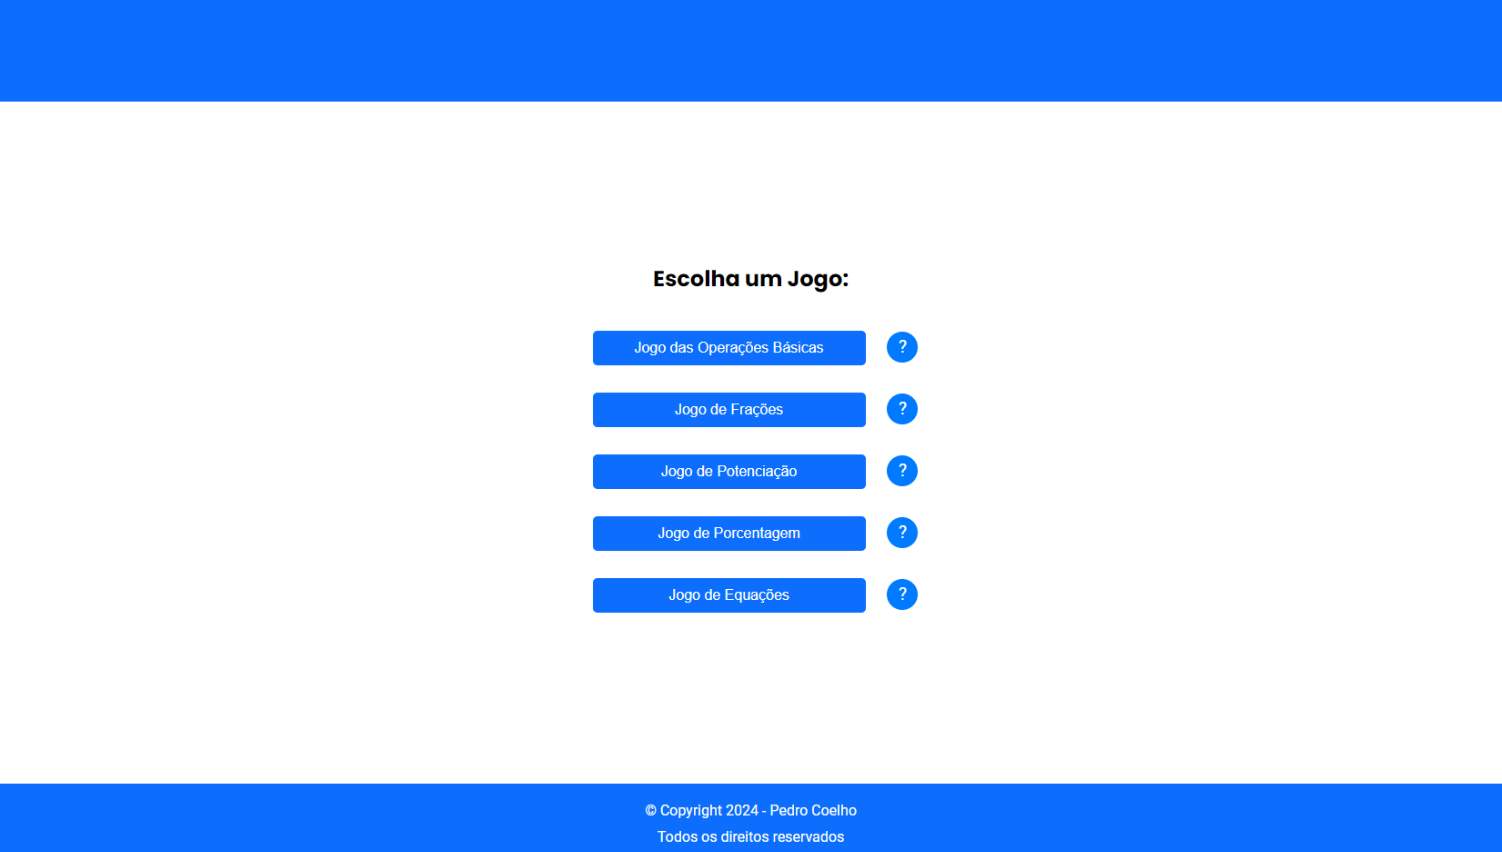 Escolha um Jogo:
Jogo das Operações Básicas ?
Jogo de Frações ?
Jogo de Potenciação ?
Jogo de Porcentagem ?
Jogo de Equações ?
© Copyright 2024 - Pedro Coelho
Todos os direitos reservados